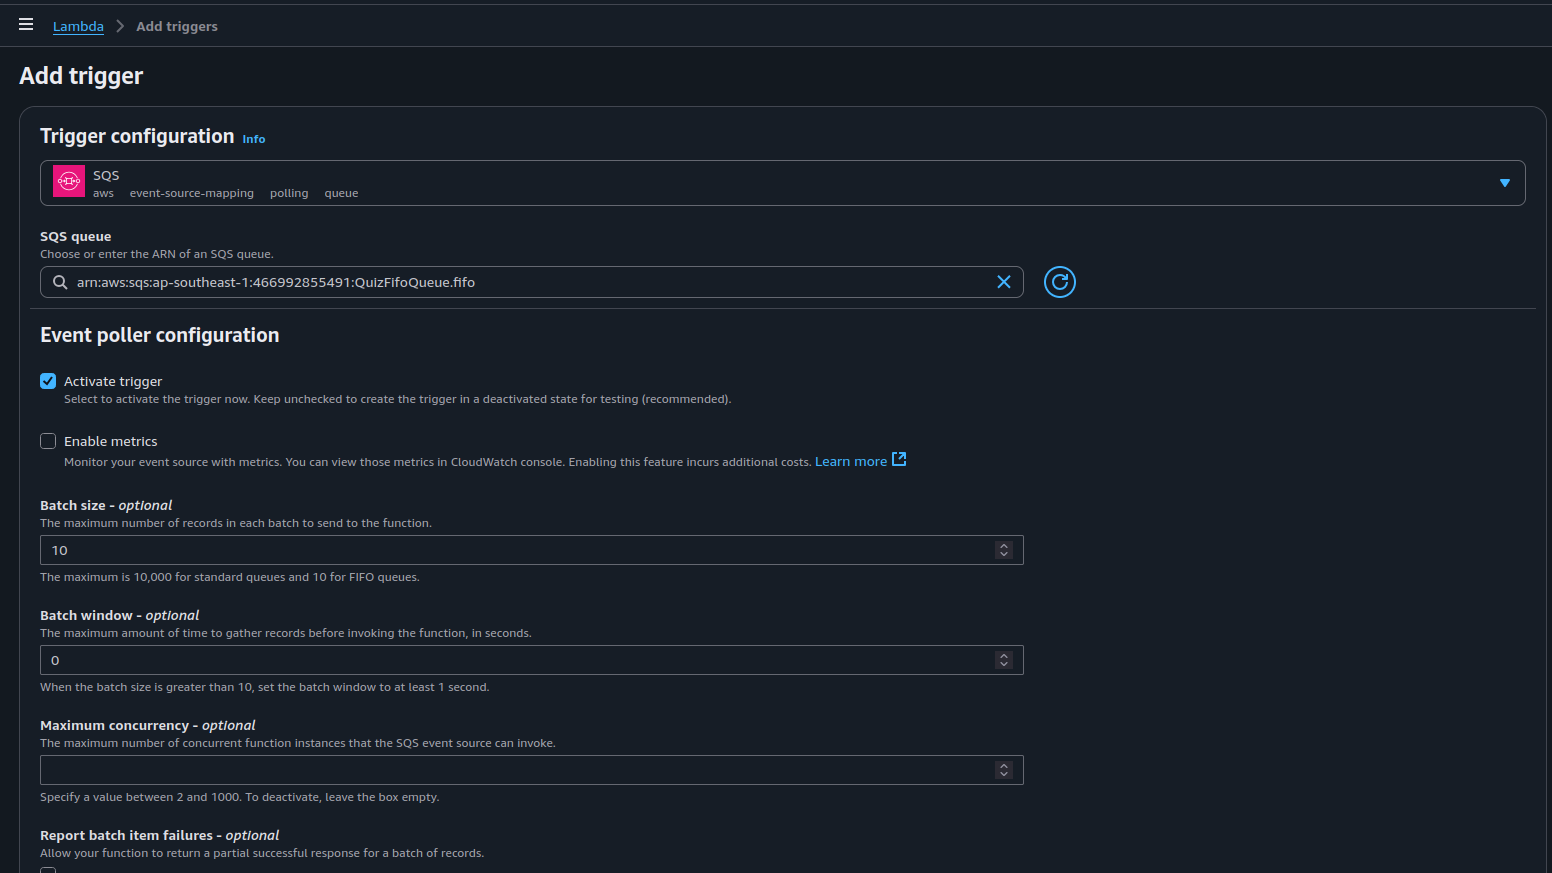 Lambda > Add triggers
Add trigger
Trigger configuration Info
SQS
aws event-source-mapping polling queue
SQS queue
Choose or enter the ARN of an SQS queue.
arn:aws:sqs:ap-southeast-1:466992855491:QuizFifoQueue.fifo
Event poller configuration
Activate trigger
Select to activate the trigger now. Keep unchecked to create the trigger in a deactivated state for testing (recommended).
Enable metrics
Monitor your event source with metrics. You can view those metrics in CloudWatch console. Enabling this feature incurs additional costs. Learn more
Batch size - optional
The maximum number of records in each batch to send to the function.
10
The maximum is 10,000 for standard queues and 10 for FIFO queues.
Batch window - optional
The maximum amount of time to gather records before invoking the function, in seconds.
0
When the batch size is greater than 10, set the batch window to at least 1 second.
Maximum concurrency - optional
The maximum number of concurrent function instances that the SQS event source can invoke.
Specify a value between 2 and 1000. To deactivate, leave the box empty.
Report batch item failures - optional
Allow your function to return a partial successful response for a batch of records.